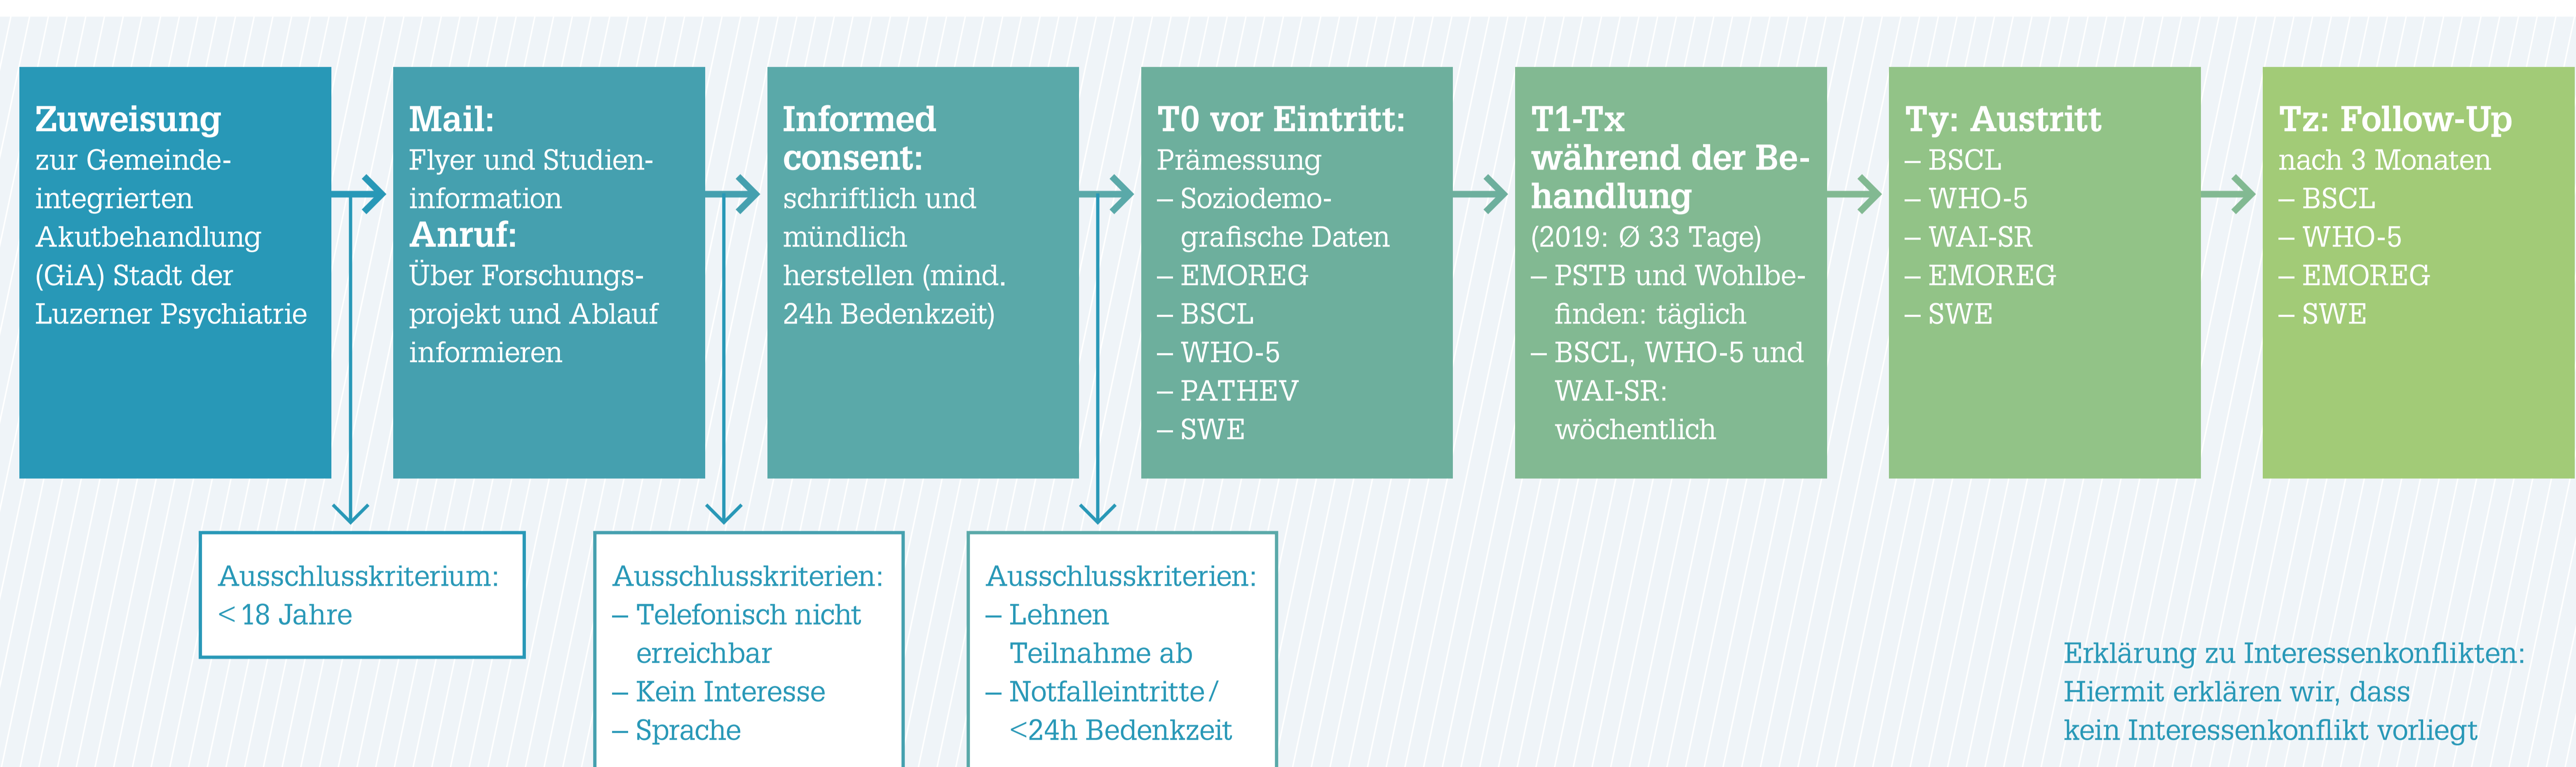 Zuweisung
zur Gemeinde-
integrierten
Akutbehandlung
(GiA) Stadt der
Luzerner Psychiatrie
Mail:
Flyer und Studien-
information
Anruf:
Über Forschungs-
projekt und Ablauf
informieren
Informed
consent:
schriftlich und
mündlich
herstellen (mind.
24h Bedenkzeit)
T0 vor Eintritt:
Prämessung
– Soziodemo-
grafische Daten
– EMOREG
– BSCL
– WHO-5
– PATHEV
– SWE
T1-Tx
während der Be-
handlung
(2019: Ø 33 Tage)
– PSTB und Wohlbe-
finden: täglich
– BSCL, WHO-5 und
WAI-SR:
wöchentlich
Ty: Austritt
– BSCL
– WHO-5
– WAI-SR
– EMOREG
– SWE
Tz: Follow-Up
nach 3 Monaten
– BSCL
– WHO-5
– EMOREG
– SWE
Ausschlusskriterium:
< 18 Jahre
Ausschlusskriterien:
– Telefonisch nicht
erreichbar
– Kein Interesse
– Sprache
Ausschlusskriterien:
– Lehnen
Teilnahme ab
– Notfalleintritte /
<24h Bedenkzeit
Erklärung zu Interessenkonflikten:
Hiermit erklären wir, dass
kein Interessenkonflikt vorliegt